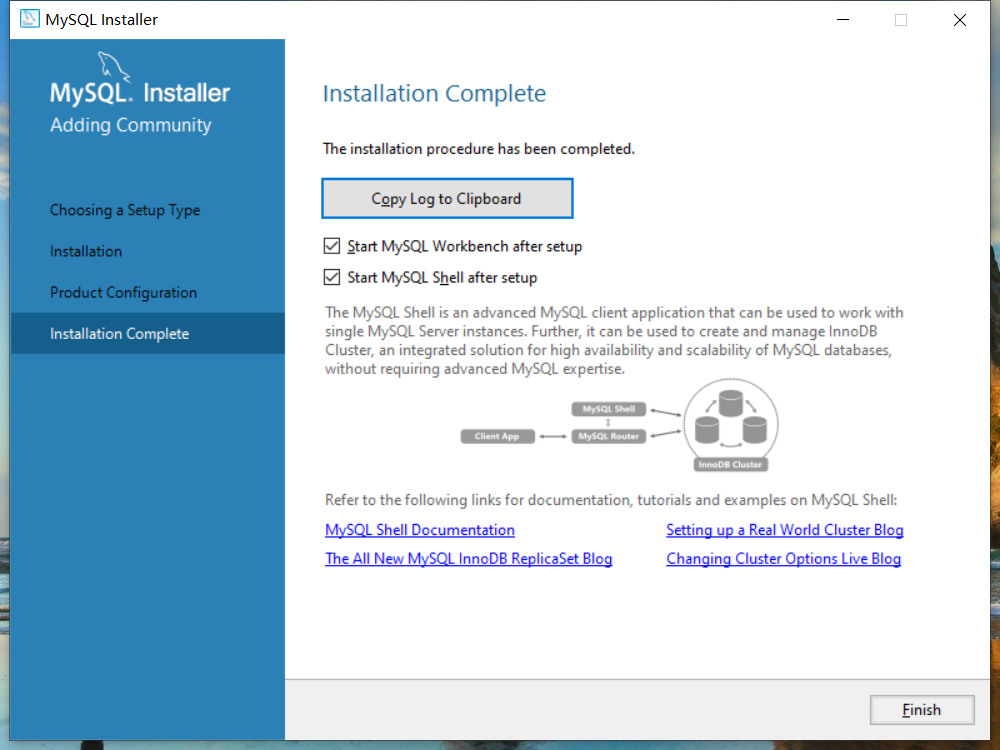 MySQL Installer
MySQL. Installer
Adding Community
Choosing a Setup Type
Installation
Product Configuration
Installation Complete
Installation Complete
The installation procedure has been completed.
Copy Log to Clipboard
Start MySQL Workbench after setup
Start MySQL Shell after setup
The MySQL Shell is an advanced MySQL client application that can be used to work with
single MySQL Server instances. Further, it can be used to create and manage InnoDB
Cluster, an integrated solution for high availability and scalability of MySQL databases,
without requiring advanced MySQL expertise.
MySQL Shell
Client App
MySQL Router
InnoDB Cluster
Refer to the following links for documentation, tutorials and examples on MySQL Shell:
MySQL Shell Documentation
Setting up a Real World Cluster Blog
The All New MySQL InnoDB ReplicaSet Blog
Changing Cluster Options Live Blog
Finish